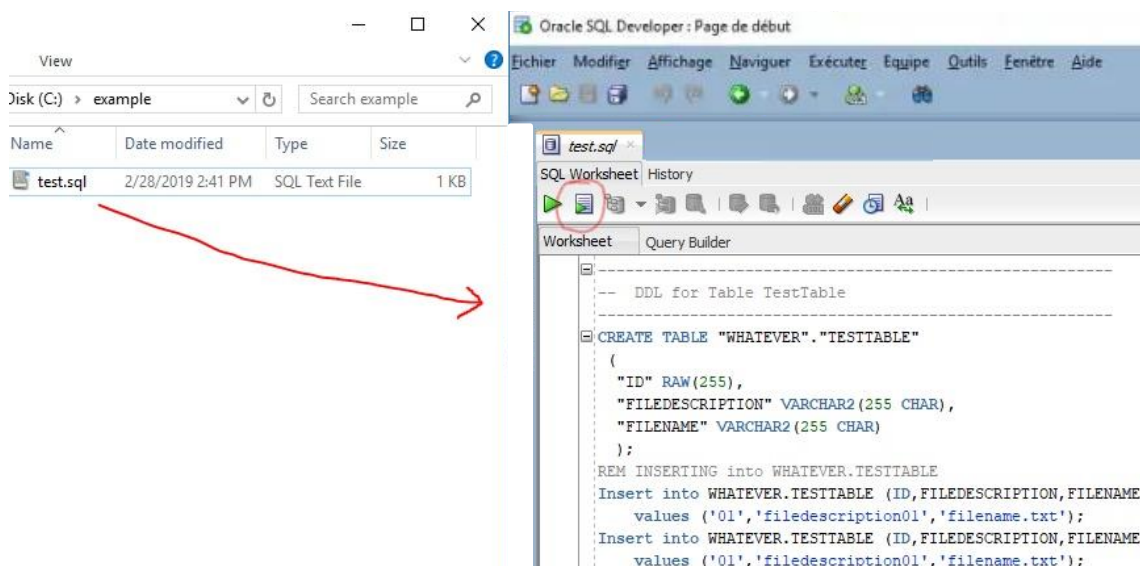 View
Disk (C:) › example
Search example
Name
Date modified
Type
Size
test.sql
2/28/2019 2:41 PM
SQL Text File
1 KB
Oracle SQL Developer : Page de début
Fichier Modifier Affichage Naviguer Exécuter Equipe Outils Fenêtre Aide
test.sql
SQL Worksheet History
Aa
Worksheet Query Builder
--------------------------------------------------------
-- DDL for Table TestTable
--------------------------------------------------------
CREATE TABLE "WHATEVER"."TESTTABLE"
(
"ID" RAW(255),
"FILEDESCRIPTION" VARCHAR2(255 CHAR),
"FILENAME" VARCHAR2(255 CHAR)
);
REM INSERTING into WHATEVER.TESTTABLE
Insert into WHATEVER.TESTTABLE (ID,FILEDESCRIPTION,FILENAME
values ('01','filedescription01','filename.txt');
Insert into WHATEVER.TESTTABLE (ID,FILEDESCRIPTION,FILENAME
values ('01','filedescription01','filename.txt');